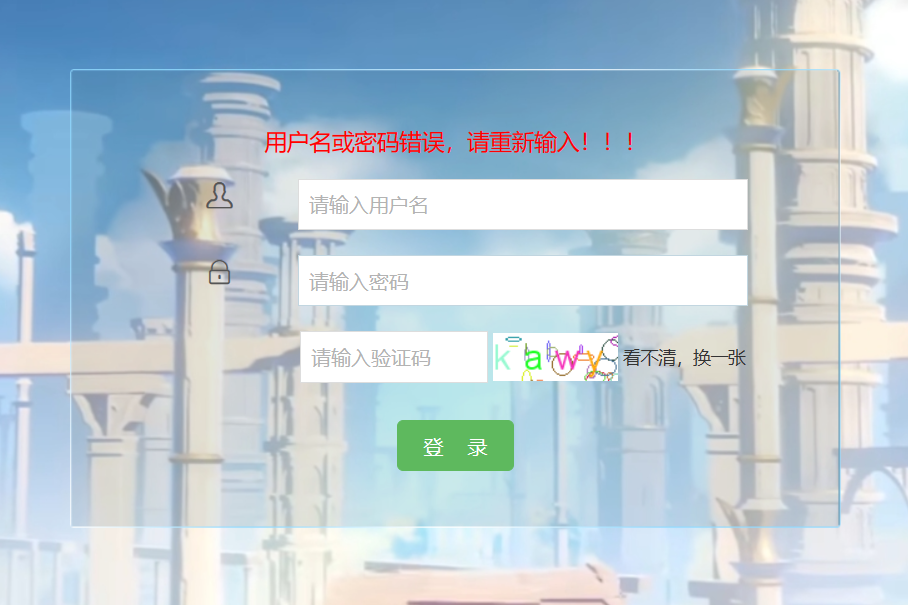 用户名或密码错误，请重新输入！！！
请输入用户名
请输入密码
请输入验证码 看不清，换一张
登 录